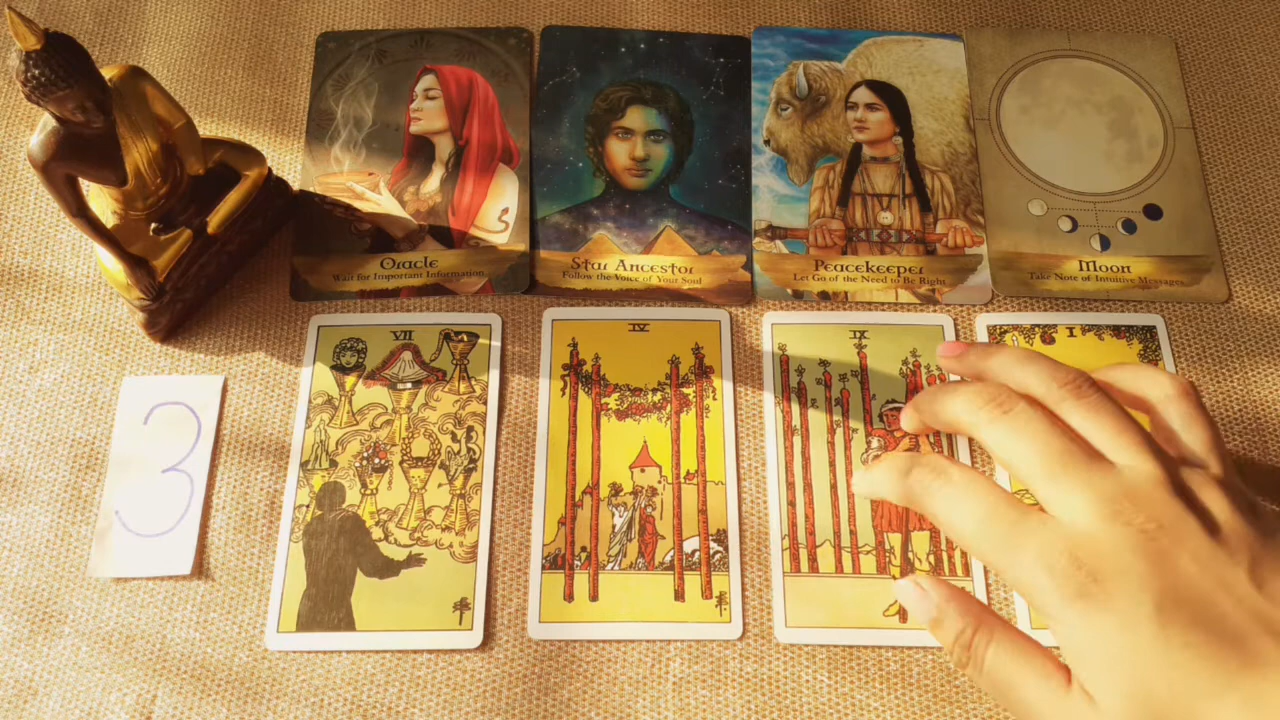 Oracle
Wait for Important Information
Star Ancestor
Follow the Voice of Your Soul
Peacekeeper
Let Go of the Need to Be Right
Moon
Take Note of Intuitive Messages
VII
IV
IX
I
3